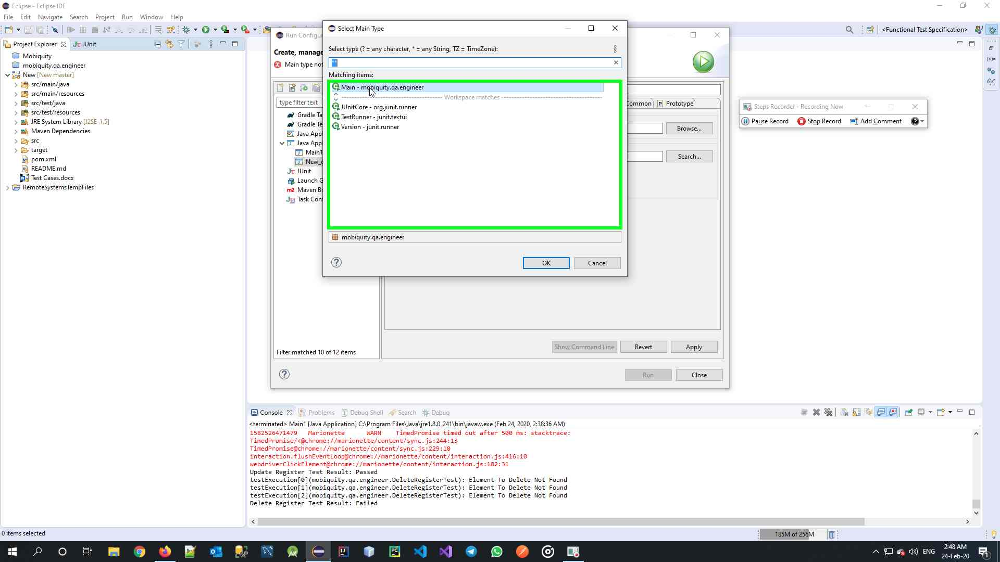 Eclipse - Eclipse IDE
File Edit Navigate Search Project Run Window Help
<Functional Test Specification>
Project Explorer
JUnit
Mobiquity
mobiquity.qa.engineer
New [New master]
src/main/java
src/main/resources
src/test/java
src/test/resources
JRE System Library [J2SE-1.5]
Maven Dependencies
src
target
pom.xml
README.md
Test Cases.docx
RemoteSystemsTempFiles
Run Configu
Create, manage
Main type not
type filter text
Gradle Ta
Gradle Te
Java Appl
Java Appl
Main1
New_c
JUnit
Launch G
Maven Bu
Task Cont
Filter matched 10 of 12 items
Common
Prototype
Browse...
Search...
Show Command Line
Revert
Apply
Run
Close
Select Main Type
Select type (? = any character, * = any String, TZ = TimeZone):
**
Matching items:
Main - mobiquity.qa.engineer
Workspace matches
JUnitCore - org.junit.runner
TestRunner - junit.textui
Version - junit.runner
mobiquity.qa.engineer
OK
Cancel
Steps Recorder - Recording Now
Pause Record Stop Record Add Comment
Console Problems Debug Shell Search Debug
<terminated> Main1 [Java Application] C:\Program Files\Java\jre1.8.0_241\bin\javaw.exe (Feb 24, 2020, 2:38:36 AM)
1582526471479 Marionette WARN TimedPromise timed out after 500 ms: stacktrace:
TimedPromise/<@chrome://marionette/content/sync.js:244:13
TimedPromise@chrome://marionette/content/sync.js:229:10
interaction.flushEventLoop@chrome://marionette/content/interaction.js:416:10
webdriverClickElement@chrome://marionette/content/interaction.js:182:31
Update Register Test Result: Passed
testExecution[0](mobiquity.qa.engineer.DeleteRegisterTest): Element To Delete Not Found
testExecution[1](mobiquity.qa.engineer.DeleteRegisterTest): Element To Delete Not Found
testExecution[2](mobiquity.qa.engineer.DeleteRegisterTest): Element To Delete Not Found
Delete Register Test Result: Failed
0 items selected
185M of 256M
ENG
2:48 AM
24-Feb-20
1